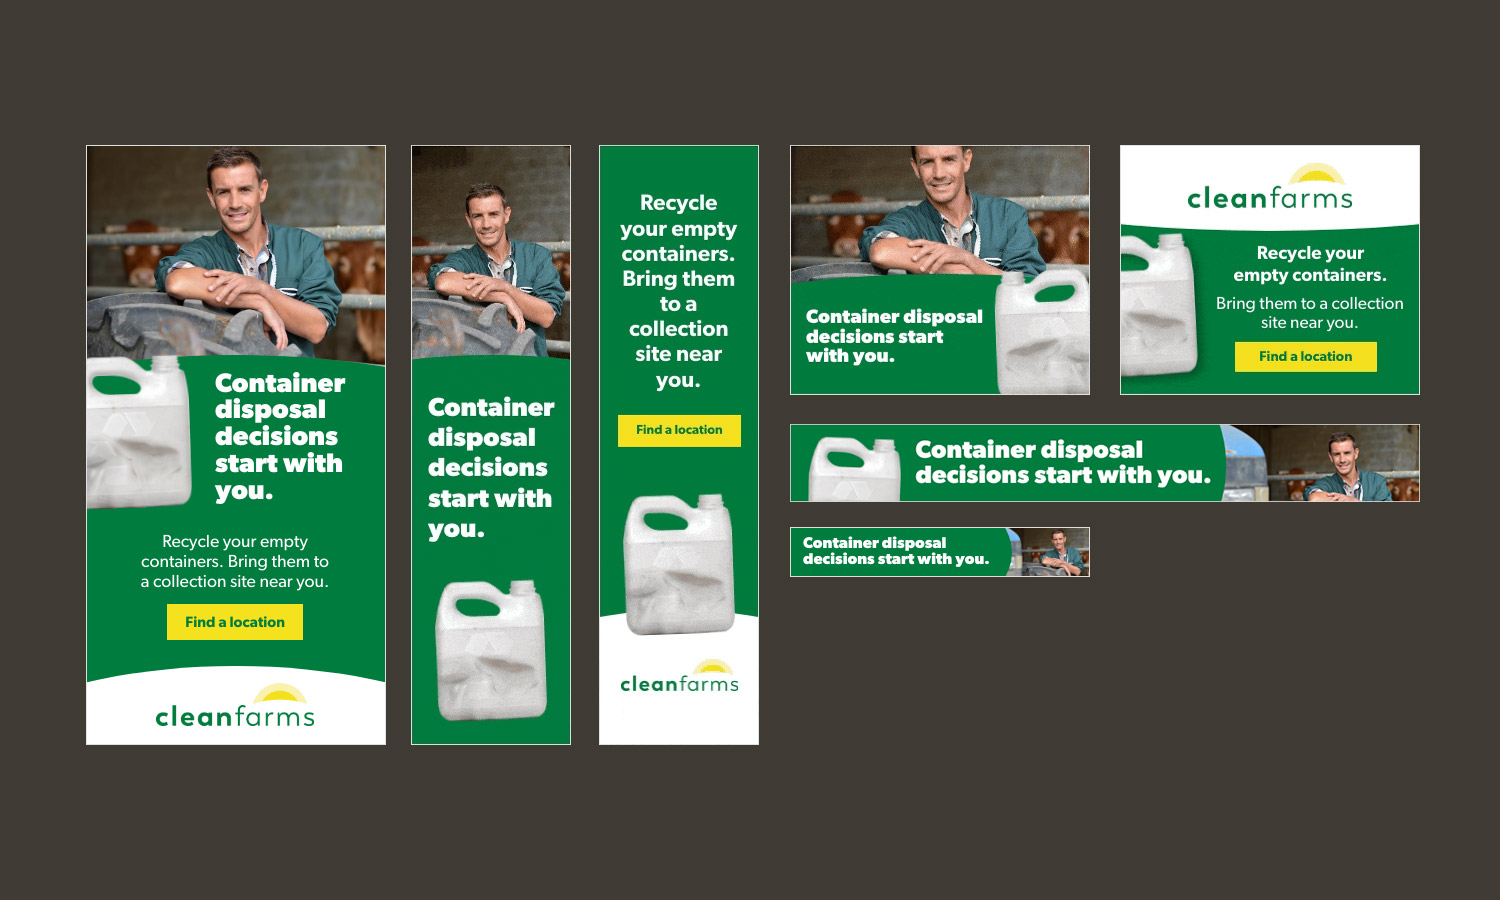 Container
disposal
decisions
start with
you.
Recycle your empty
containers. Bring them to
a collection site near you.
Find a location
cleanfarms
Container
disposal
decisions
start with
you.
Recycle
your empty
containers.
Bring them
to a
collection
site near
you.
Find a location
cleanfarms
Container disposal
decisions start
with you.
cleanfarms
Recycle your
empty containers.
Bring them to a collection
site near you.
Find a location
Container disposal
decisions start with you.
Container disposal
decisions start with you.